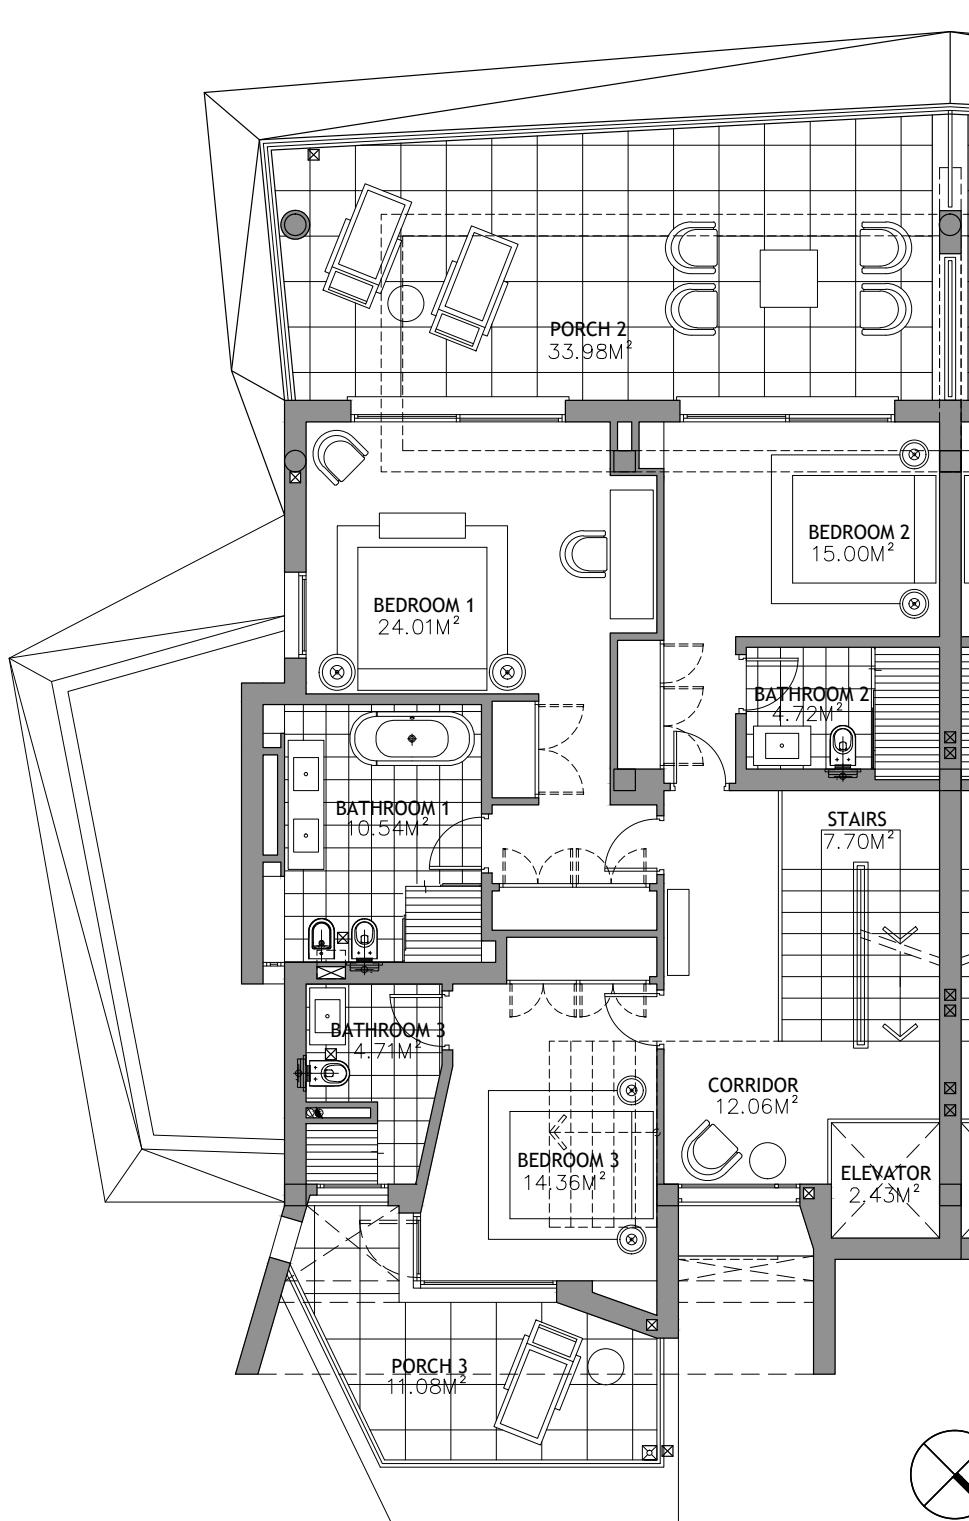 PORCH 2
33.98M²
BEDROOM 2
15.00M²
BEDROOM 1
24.01M²
BATHROOM 2
4.72M²
BATHROOM 1
10.54M²
STAIRS
7.70M²
BATHROOM 3
4.71M²
CORRIDOR
12.06M²
BEDROOM 3
14.36M²
ELEVATOR
2.43M²
PORCH 3
11.08M²